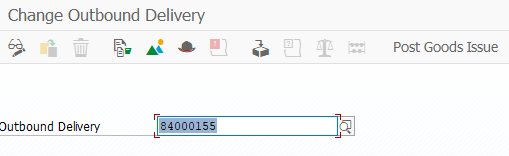 Change Outbound Delivery
Post Goods Issue
Outbound Delivery 84000155